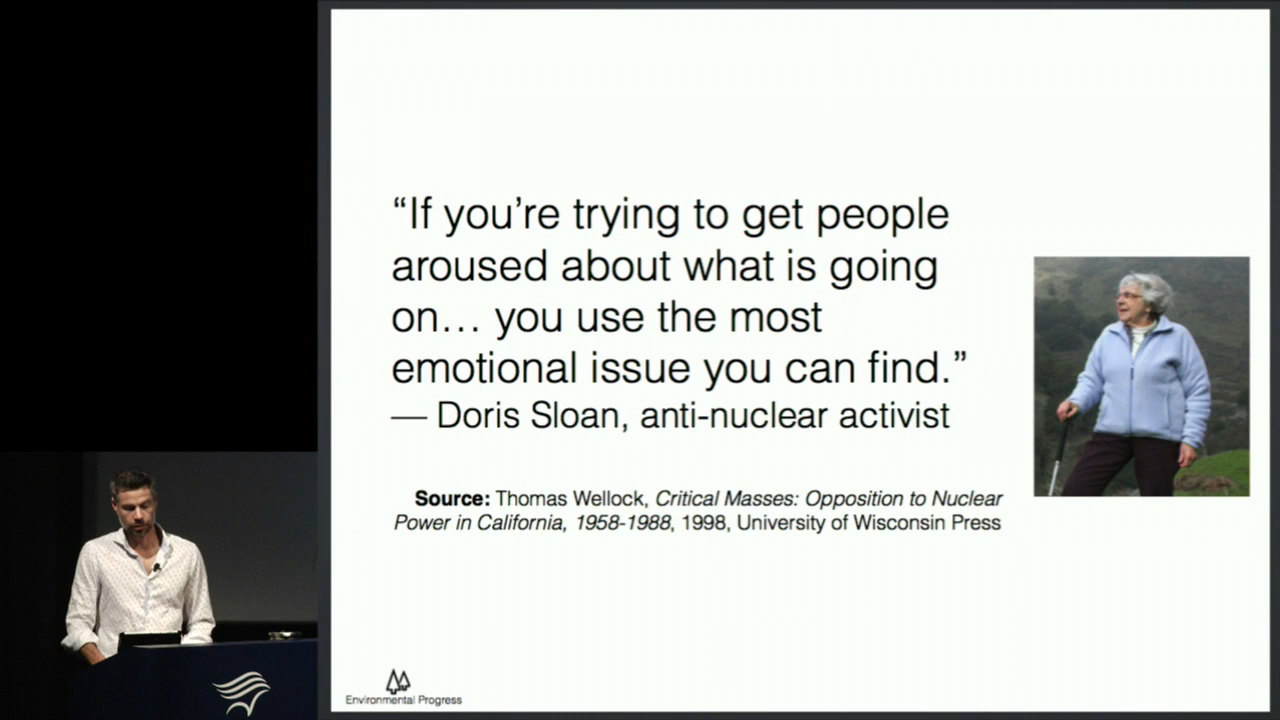 “If you’re trying to get people
aroused about what is going
on… you use the most
emotional issue you can find.”
— Doris Sloan, anti-nuclear activist
Source: Thomas Wellock, Critical Masses: Opposition to Nuclear
Power in California, 1958-1988, 1998, University of Wisconsin Press
Environmental Progress